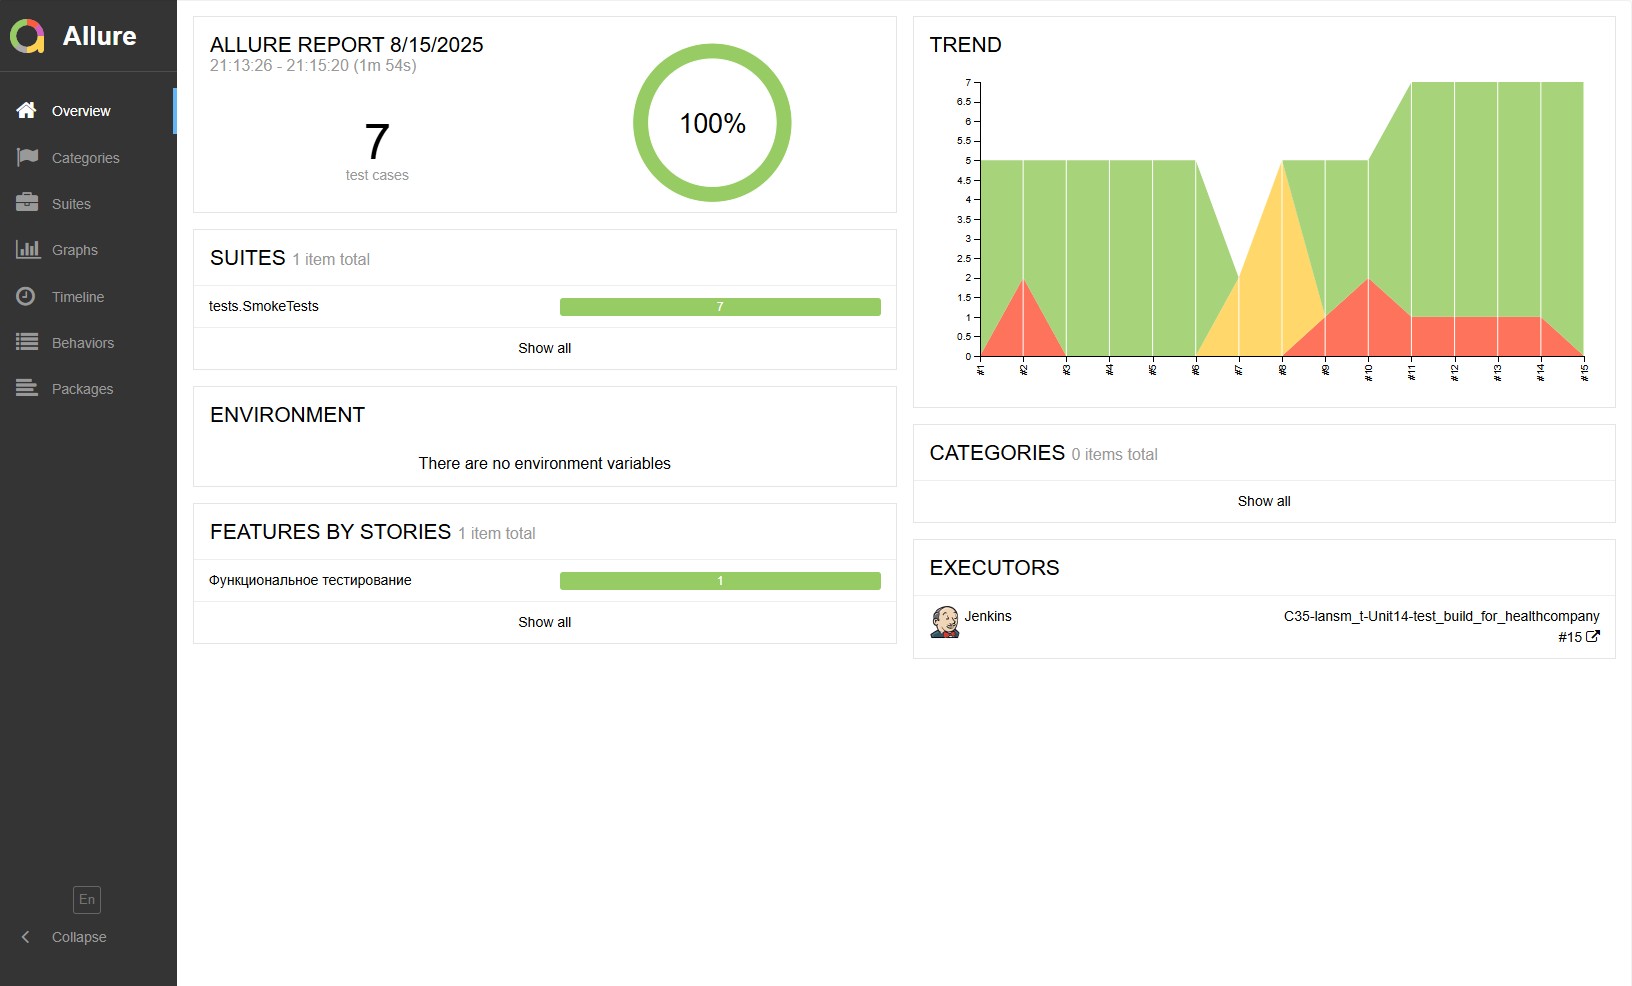 Allure
Overview
Categories
Suites
Graphs
Timeline
Behaviors
Packages
En
Collapse
ALLURE REPORT 8/15/2025
21:13:26 - 21:15:20 (1m 54s)
7
test cases
100%
SUITES 1 item total
tests.SmokeTests 7
Show all
ENVIRONMENT
There are no environment variables
FEATURES BY STORIES 1 item total
Функциональное тестирование 1
Show all
TREND
7
6.5
6
5.5
5
4.5
4
3.5
3
2.5
2
1.5
1
0.5
0
#1 #2 #3 #4 #5 #6 #7 #8 #9 #10 #11 #12 #13 #14 #15
CATEGORIES 0 items total
Show all
EXECUTORS
Jenkins C35-lansm_t-Unit14-test_build_for_healthcompany
#15